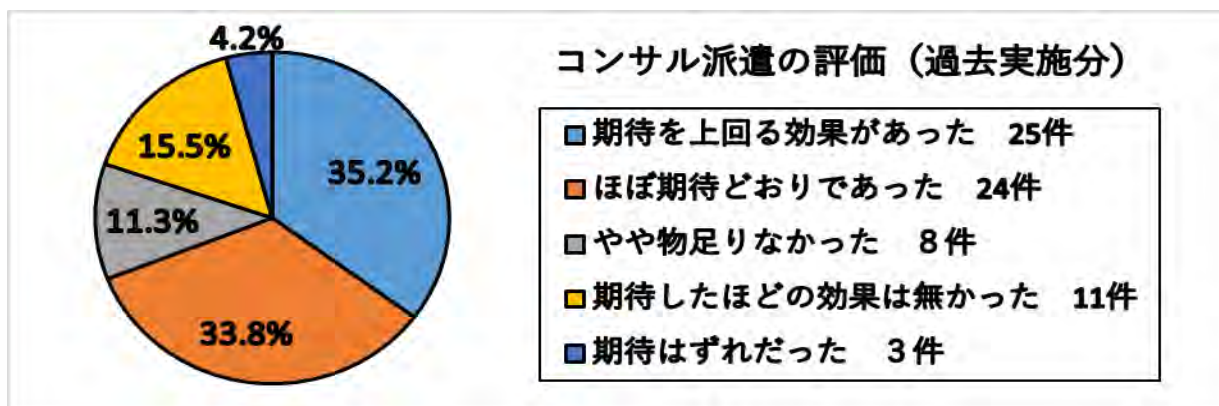 コンサル派遣の評価（過去実施分）
4.2%
15.5%
35.2%
11.3%
33.8%
期待を上回る効果があった　25件
ほぼ期待どおりであった　24件
やや物足りなかった　８件
期待したほどの効果は無かった　11件
期待はずれだった　３件